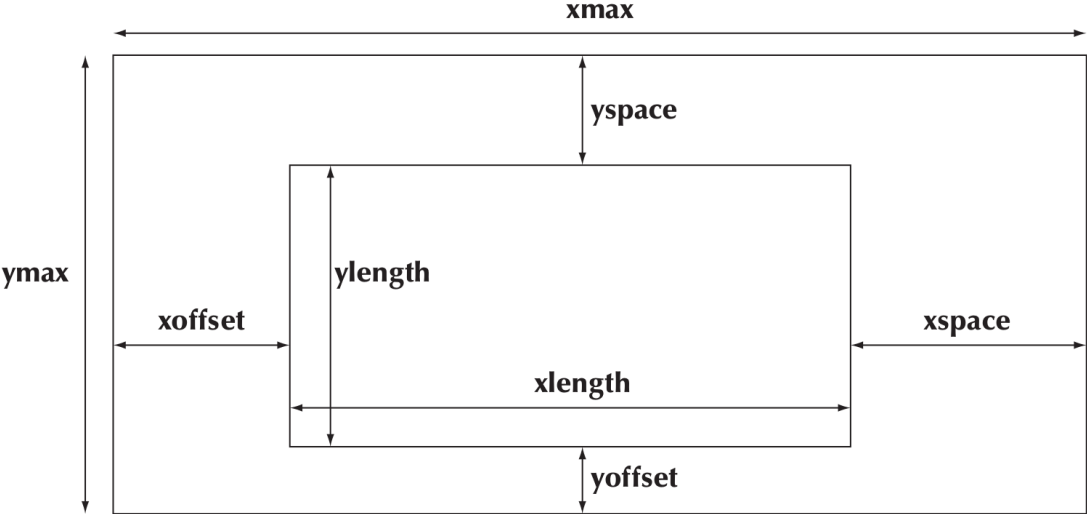 xmax
yspace
ymax
ylength
xoffset
xspace
xlength
yoffset